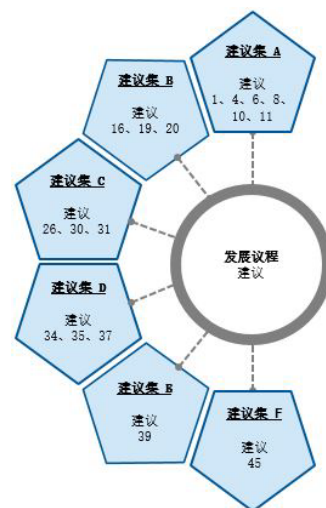 建议集 A
建议
1、4、6、8、
10、11
建议集 B
建议
16、19、20
建议集 C
建议
26、30、31
发展议程
建议
建议集 D
建议
34、35、37
建议集 E
建议
39
建议集 F
建议
45